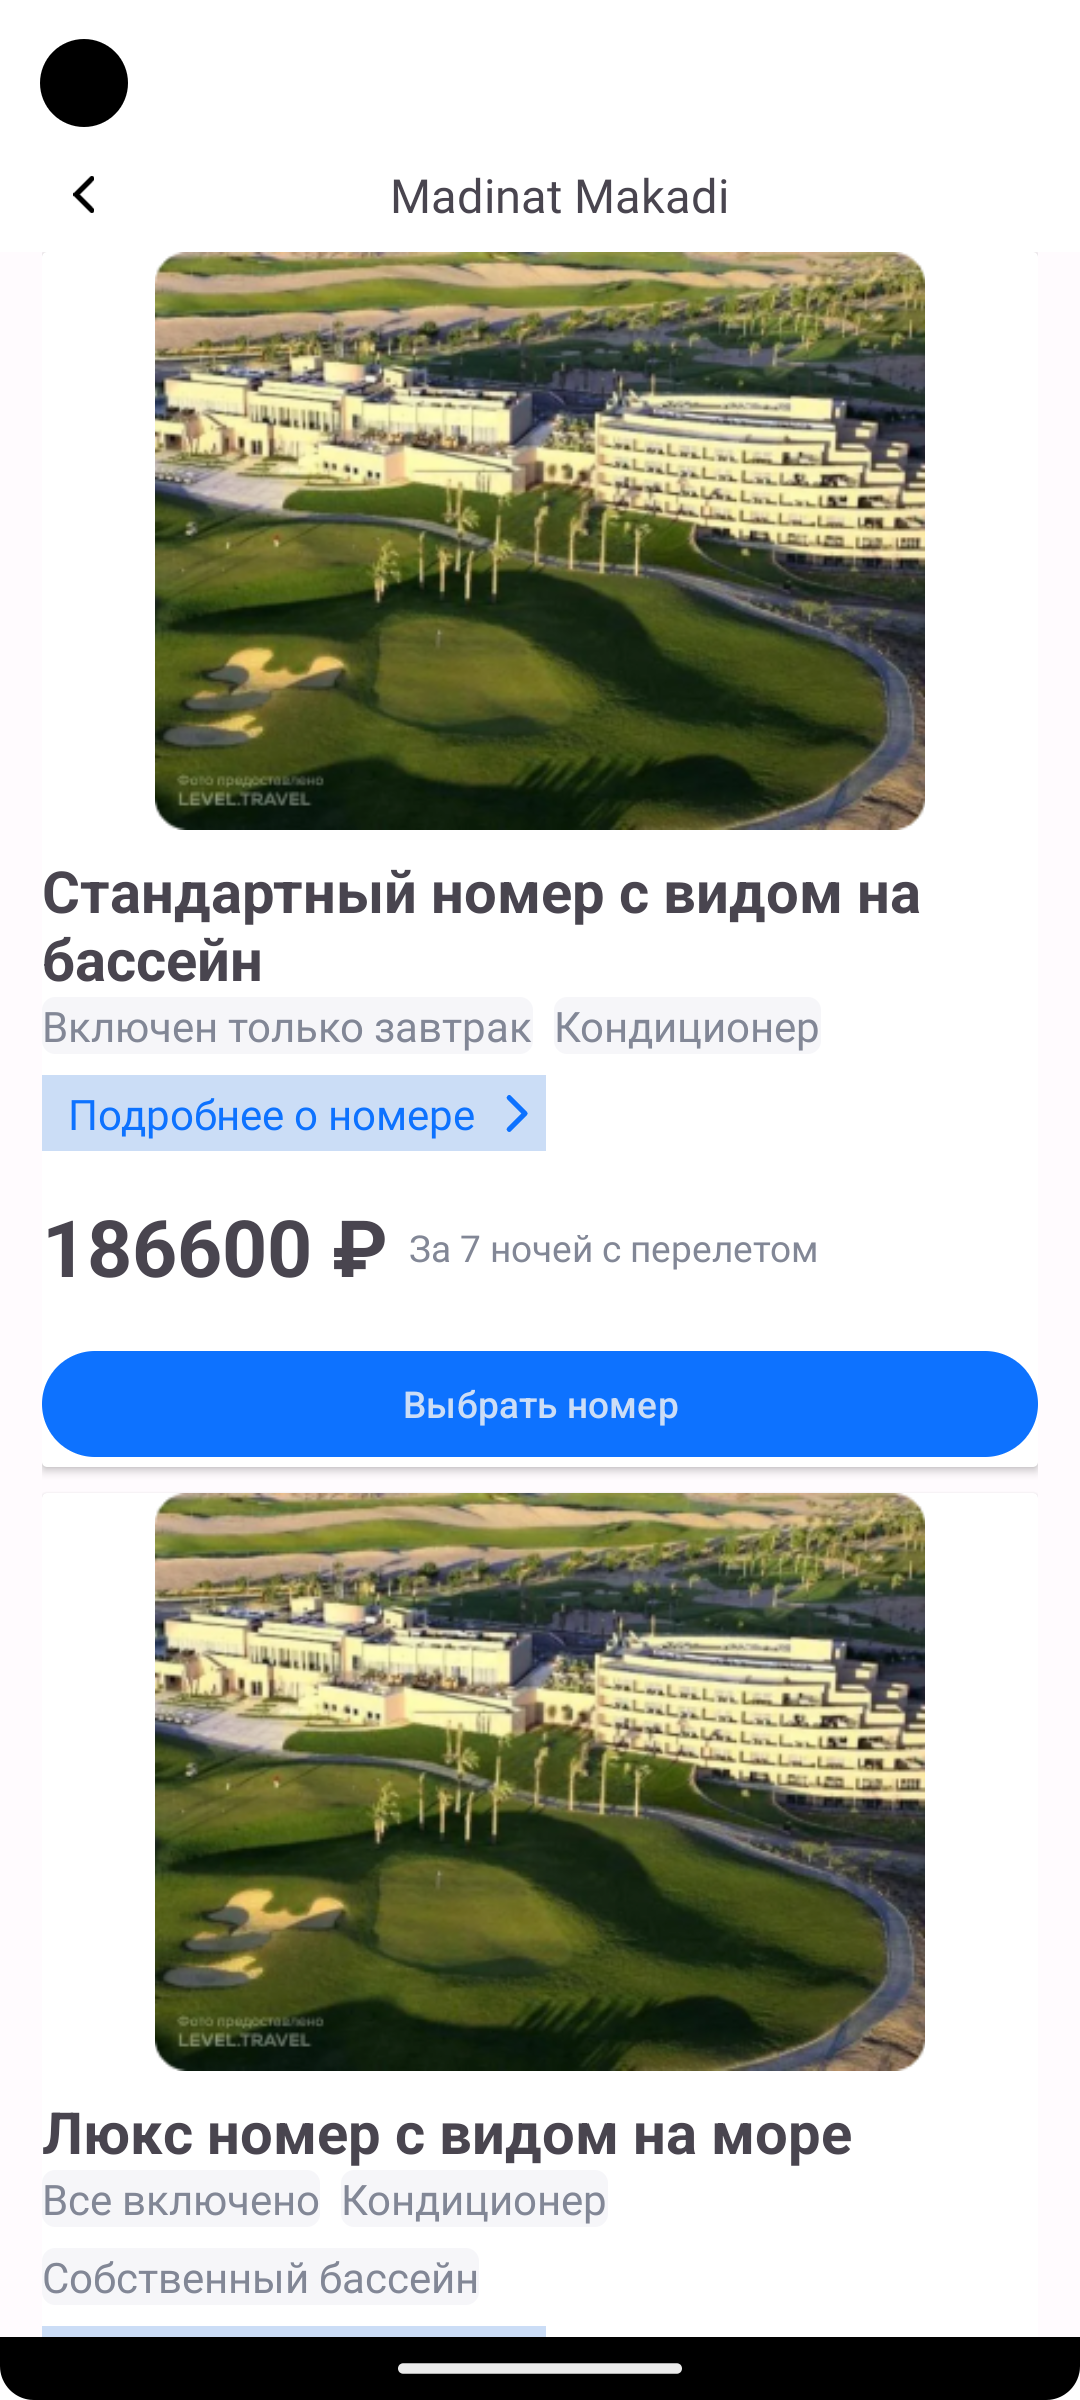 Madinat Makadi
Фото предоставлено
LEVEL.TRAVEL
Стандартный номер с видом на
бассейн
Включен только завтрак Кондиционер
Подробнее о номере
186600 ₽ За 7 ночей с перелетом
Выбрать номер
Фото предоставлено
LEVEL.TRAVEL
Люкс номер с видом на море
Все включено Кондиционер
Собственный бассейн